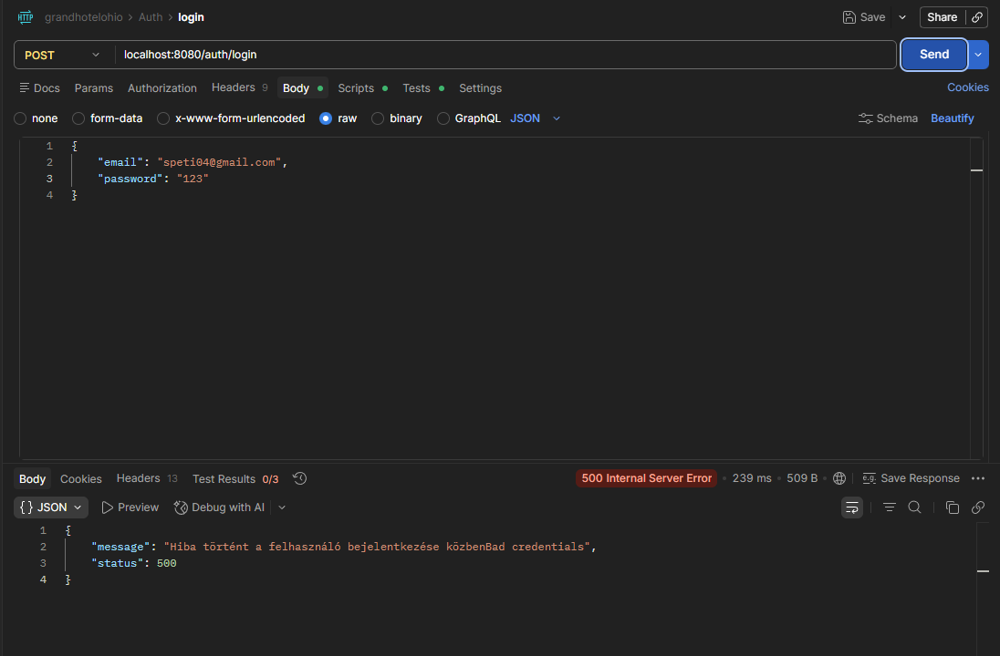 HTTP grandhotelohio > Auth > login Save Share
POST localhost:8080/auth/login Send
Docs Params Authorization Headers 9 Body Scripts Tests Settings Cookies
none form-data x-www-form-urlencoded raw binary GraphQL JSON Schema Beautify
1 {
2 "email": "speti04@gmail.com",
3 "password": "123"
4 }
Body Cookies Headers 13 Test Results 0/3 500 Internal Server Error • 239 ms • 509 B • e.g. Save Response •••
{} JSON Preview Debug with AI
1 {
2 "message": "Hiba történt a felhasználó bejelentkezése közbenBad credentials",
3 "status": 500
4 }